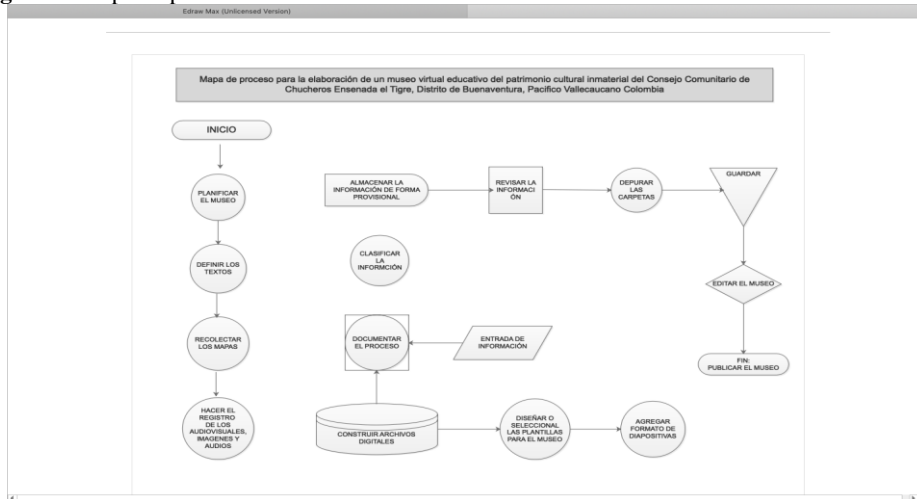 Edraw Max (Unlicensed Version)
Mapa de proceso para la elaboración de un museo virtual educativo del patrimonio cultural inmaterial del Consejo Comunitario de
Chucheros Ensenada el Tigre, Distrito de Buenaventura, Pacífico Vallecaucano Colombia
INICIO
PLANIFICAR
EL MUSEO
DEFINIR LOS
TEXTOS
RECOLECTAR
LOS MAPAS
HACER EL
REGISTRO
DE LOS
AUDIOVISUALES,
IMAGENES Y
AUDIOS
ALMACENAR LA
INFORMACIÓN DE FORMA
PROVISIONAL
REVISAR LA
INFORMACI
ÓN
DEPURAR
LAS
CARPETAS
GUARDAR
CLASIFICAR
LA
INFORMCIÓN
EDITAR EL MUSEO
DOCUMENTAR
EL PROCESO
ENTRADA DE
INFORMACIÓN
FIN:
PUBLICAR EL MUSEO
CONSTRUIR ARCHIVOS
DIGITALES
DISEÑAR O
SELECCIONAL
LAS PLANTILLAS
PARA EL MUSEO
AGREGAR
FORMATO DE
DIAPOSITIVAS